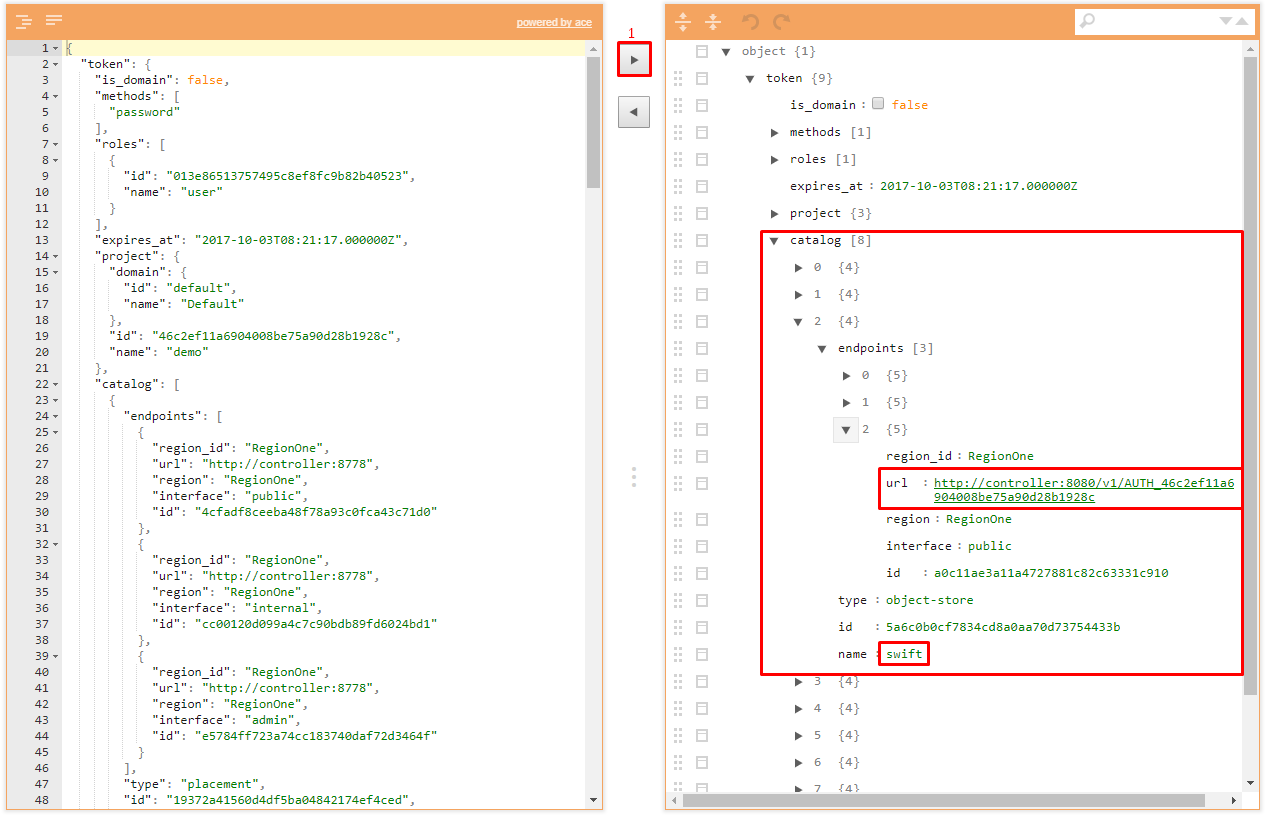 powered by ace
1 {
2 "token": {
3 "is_domain": false,
4 "methods": [
5 "password"
6 ],
7 "roles": [
8 {
9 "id": "013e86513757495c8ef8fc9b82b40523",
10 "name": "user"
11 }
12 ],
13 "expires_at": "2017-10-03T08:21:17.000000Z",
14 "project": {
15 "domain": {
16 "id": "default",
17 "name": "Default"
18 },
19 "id": "46c2ef11a6904008be75a90d28b1928c",
20 "name": "demo"
21 },
22 "catalog": [
23 {
24 "endpoints": [
25 {
26 "region_id": "RegionOne",
27 "url": "http://controller:8778",
28 "region": "RegionOne",
29 "interface": "public",
30 "id": "4cfadf8ceeba48f78a93c0fca43c71d0"
31 },
32 {
33 "region_id": "RegionOne",
34 "url": "http://controller:8778",
35 "region": "RegionOne",
36 "interface": "internal",
37 "id": "cc00120d099a4c7c90bdb89fd6024bd1"
38 },
39 {
40 "region_id": "RegionOne",
41 "url": "http://controller:8778",
42 "region": "RegionOne",
43 "interface": "admin",
44 "id": "e5784ff723a74cc183740daf72d3464f"
45 }
46 ],
47 "type": "placement",
48 "id": "19372a41560d4df5ba04842174ef4ced",
1
object {1}
token {9}
is_domain : false
methods [1]
roles [1]
expires_at : 2017-10-03T08:21:17.000000Z
project {3}
catalog [8]
0 {4}
1 {4}
2 {4}
endpoints [3]
0 {5}
1 {5}
2 {5}
region_id : RegionOne
url : http://controller:8080/v1/AUTH_46c2ef11a6
904008be75a90d28b1928c
region : RegionOne
interface : public
id : a0c11ae3a11a4727881c82c63331c910
type : object-store
id : 5a6c0b0cf7834cd8a0aa70d73754433b
name : swift
3 {4}
4 {4}
5 {4}
6 {4}
7 {4}